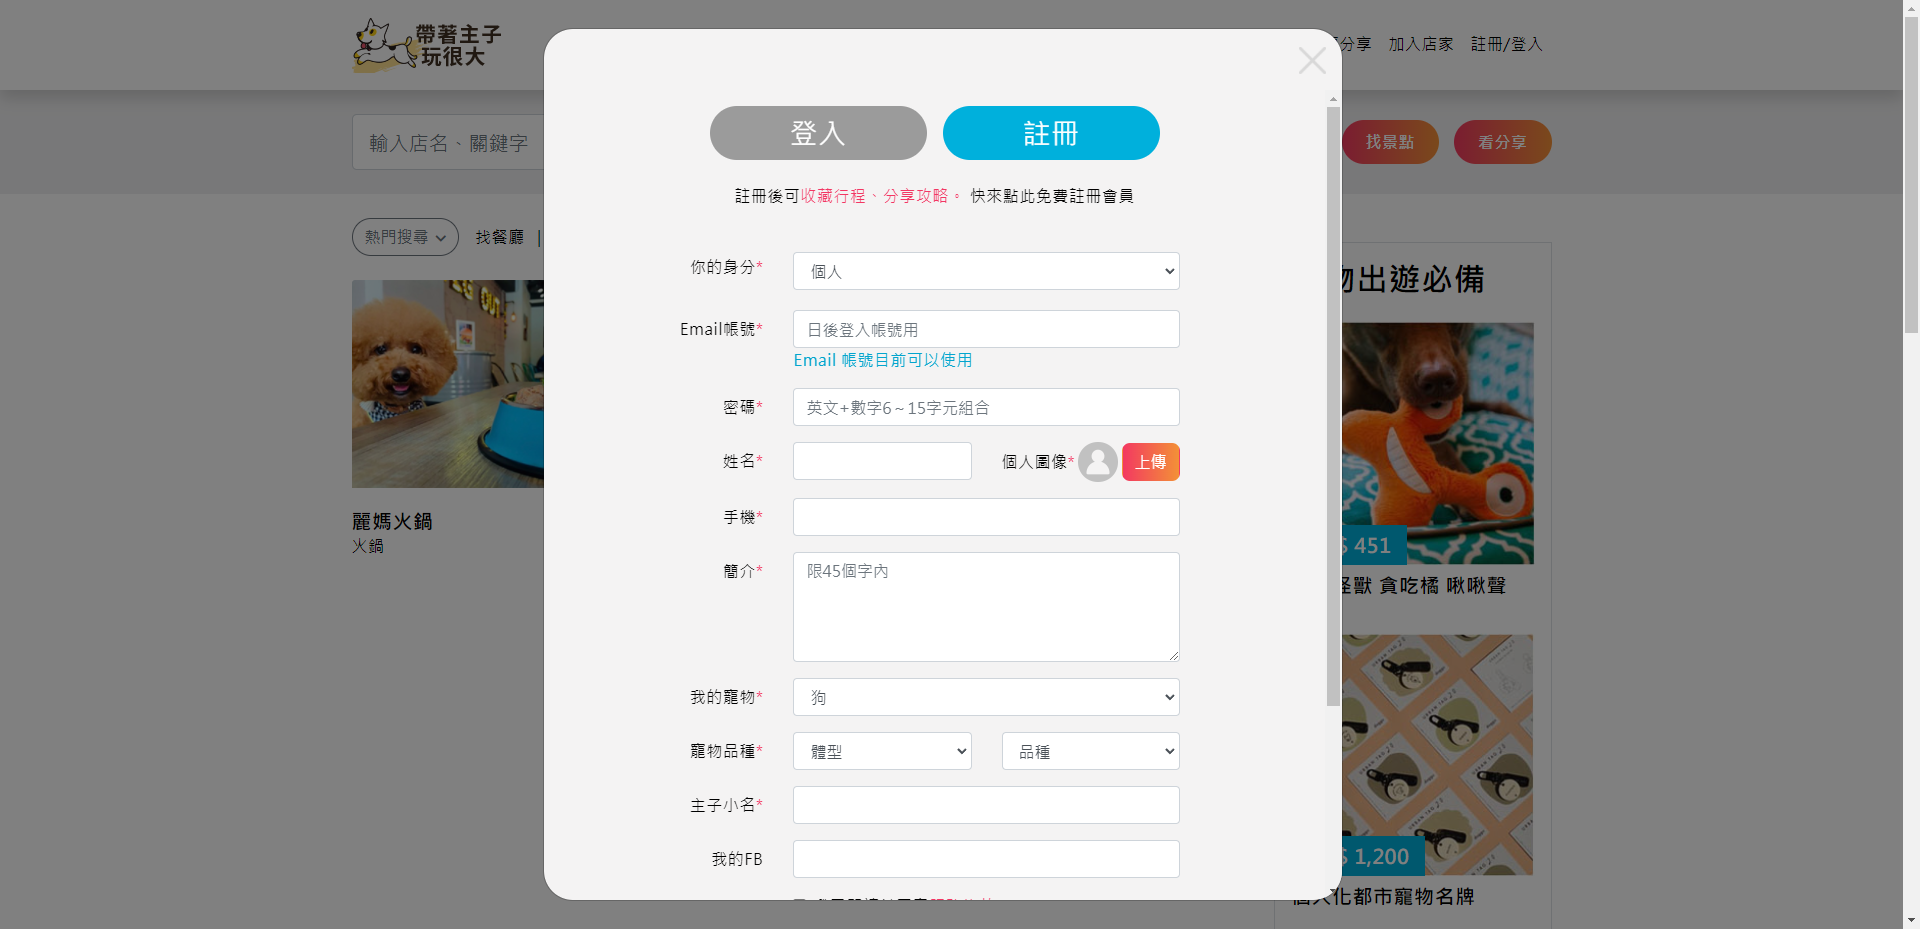 帶著主子
玩很大
分享 加入店家 註冊/登入
輸入店名、關鍵字
找景點 看分享
熱門搜尋 找餐廳 |
麗媽火鍋
火鍋
登入 註冊
註冊後可收藏行程、分享攻略。 快來點此免費註冊會員
你的身分* 個人
Email帳號* 日後登入帳號用
Email 帳號目前可以使用
密碼* 英文+數字6～15字元組合
姓名* 個人圖像* 上傳
手機*
簡介* 限45個字內
我的寵物* 狗
寵物品種* 體型 品種
主子小名*
我的FB
物出遊必備
$ 451
怪獸 貪吃橘 啾啾聲
$ 1,200
個人化都市寵物名牌